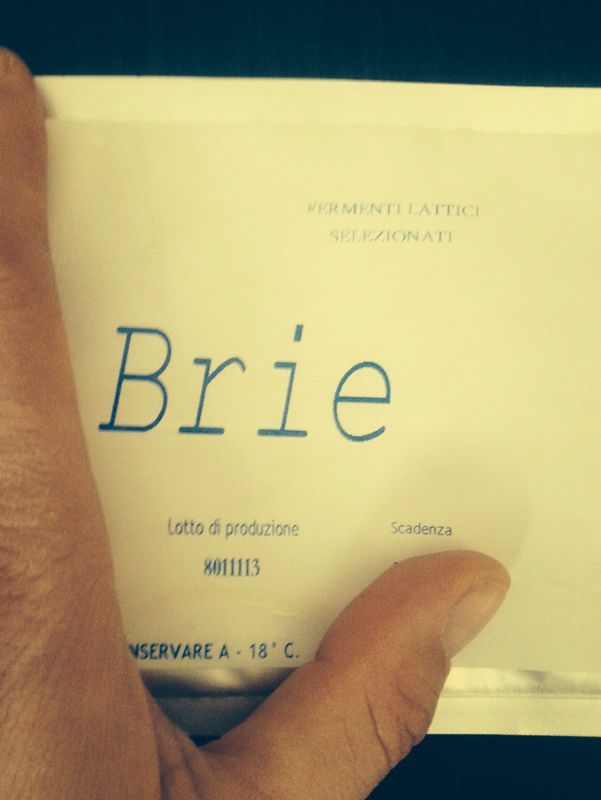 FERMENTI LATTICI
SELEZIONATI
Brie
Lotto di produzione
Scadenza
8011113
NSERVARE A - 18° C.